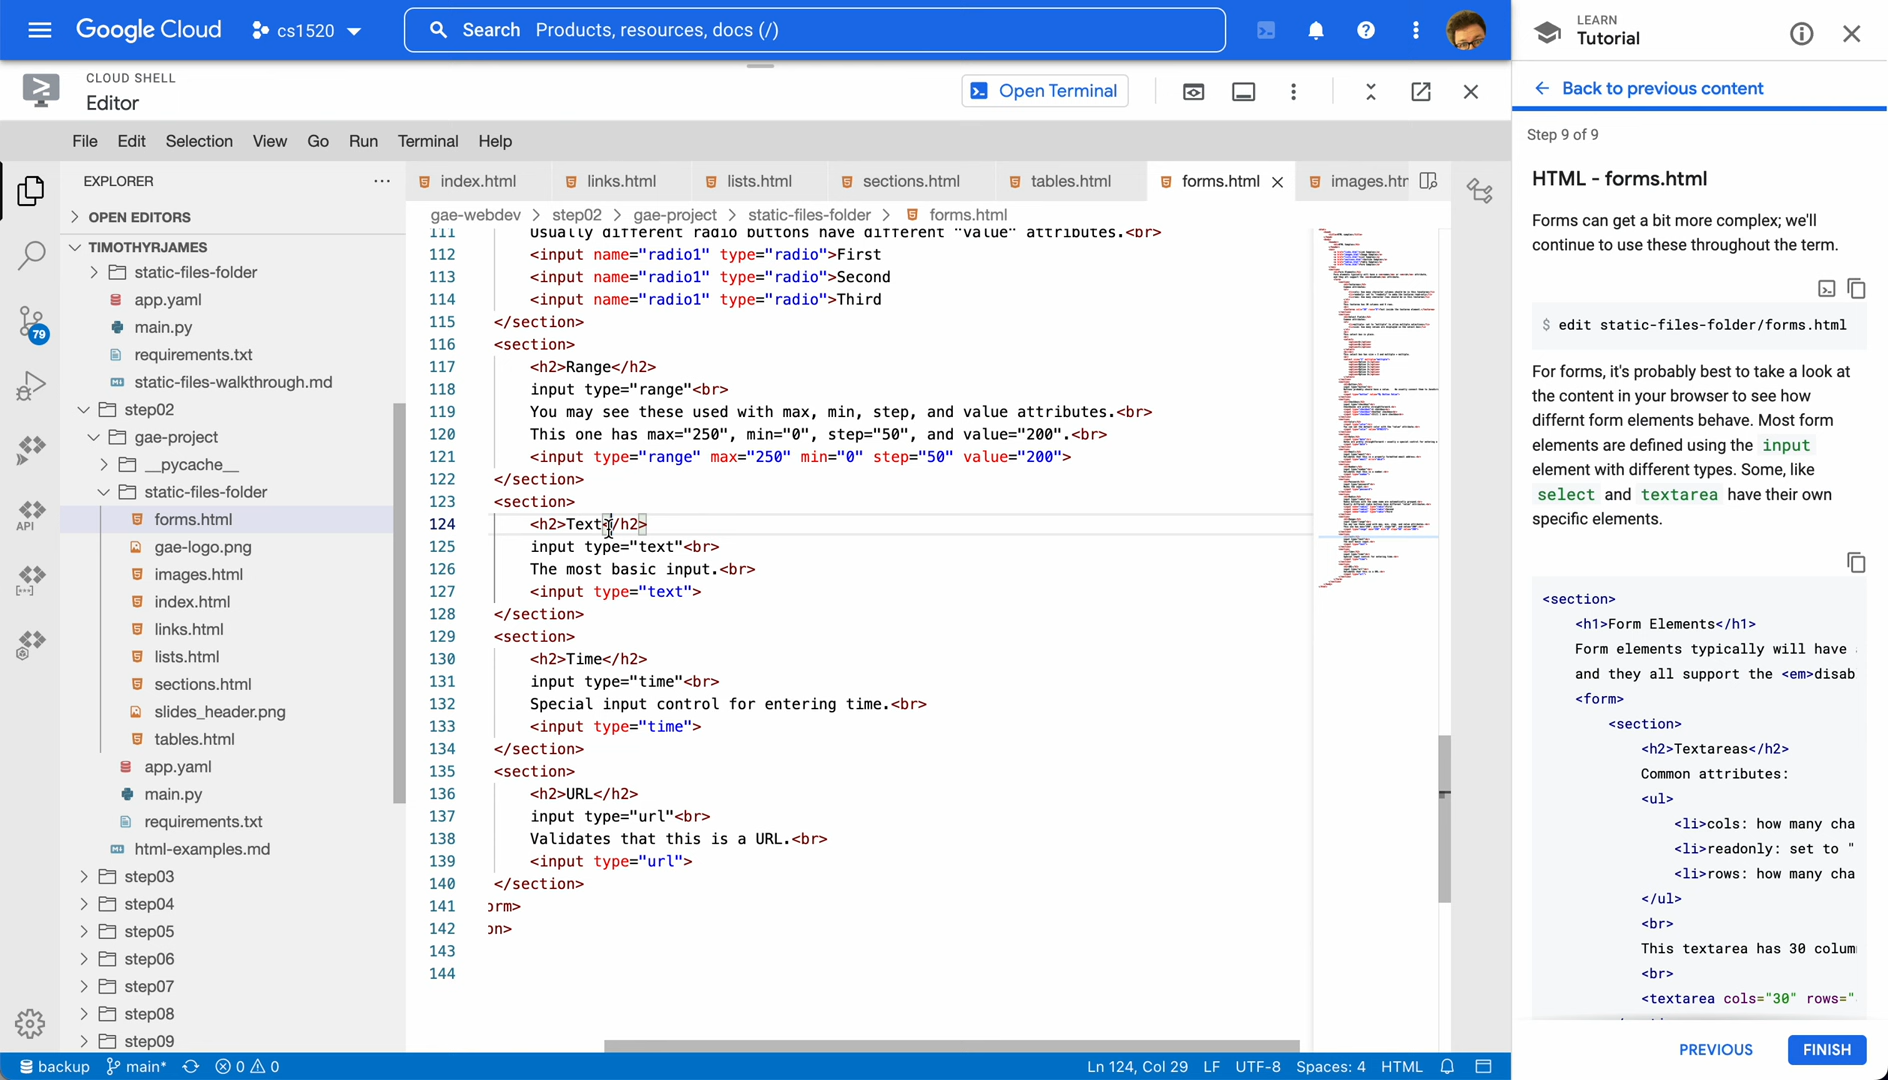 Google Cloud
cs1520
Search Products, resources, docs (/)
LEARN
Tutorial
CLOUD SHELL
Editor
Open Terminal
Back to previous content
File Edit Selection View Go Run Terminal Help
Step 9 of 9
EXPLORER
OPEN EDITORS
TIMOTHYRJAMES
static-files-folder
app.yaml
main.py
requirements.txt
static-files-walkthrough.md
step02
gae-project
__pycache__
static-files-folder
forms.html
gae-logo.png
images.html
index.html
links.html
lists.html
sections.html
slides_header.png
tables.html
app.yaml
main.py
requirements.txt
html-examples.md
step03
step04
step05
step06
step07
step08
step09
79
API
index.html links.html lists.html sections.html tables.html forms.html images.htm
gae-webdev > step02 > gae-project > static-files-folder > forms.html
111 Usually different radio buttons have different "value" attributes.<br>
112 <input name="radio1" type="radio">First
113 <input name="radio1" type="radio">Second
114 <input name="radio1" type="radio">Third
115 </section>
116 <section>
117 <h2>Range</h2>
118 input type="range"<br>
119 You may see these used with max, min, step, and value attributes.<br>
120 This one has max="250", min="0", step="50", and value="200".<br>
121 <input type="range" max="250" min="0" step="50" value="200">
122 </section>
123 <section>
124 <h2>Text</h2>
125 input type="text"<br>
126 The most basic input.<br>
127 <input type="text">
128 </section>
129 <section>
130 <h2>Time</h2>
131 input type="time"<br>
132 Special input control for entering time.<br>
133 <input type="time">
134 </section>
135 <section>
136 <h2>URL</h2>
137 input type="url"<br>
138 Validates that this is a URL.<br>
139 <input type="url">
140 </section>
141 orm>
142 on>
143
144
HTML - forms.html
Forms can get a bit more complex; we'll
continue to use these throughout the term.
$ edit static-files-folder/forms.html
For forms, it's probably best to take a look at
the content in your browser to see how
differnt form elements behave. Most form
elements are defined using the input
element with different types. Some, like
select and textarea have their own
specific elements.
<section>
<h1>Form Elements</h1>
Form elements typically will have
and they all support the <em>disab
<form>
<section>
<h2>Textareas</h2>
Common attributes:
<ul>
<li>cols: how many cha
<li>readonly: set to "
<li>rows: how many cha
</ul>
<br>
This textarea has 30 colum
<br>
<textarea cols="30" rows="
PREVIOUS FINISH
backup main* 0 0 Ln 124, Col 29 LF UTF-8 Spaces: 4 HTML